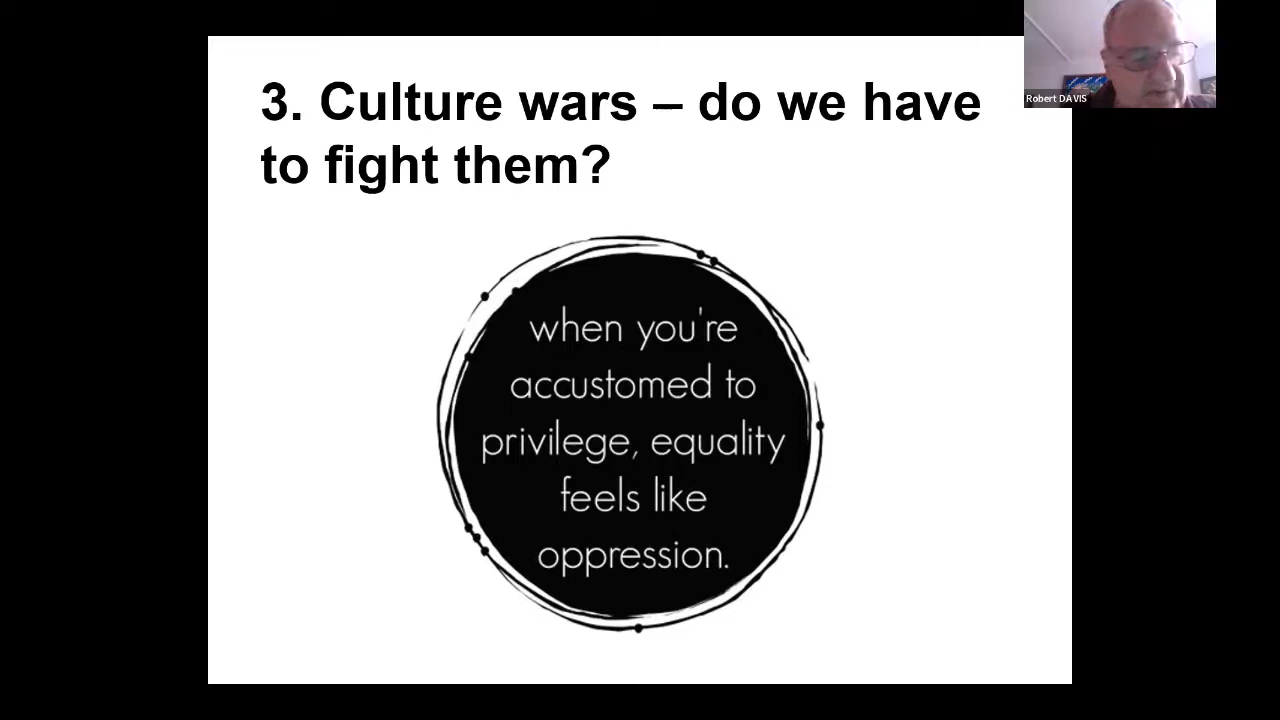 3. Culture wars – do we have
to fight them?
Robert DAVIS
when you're
accustomed to
privilege, equality
feels like
oppression.